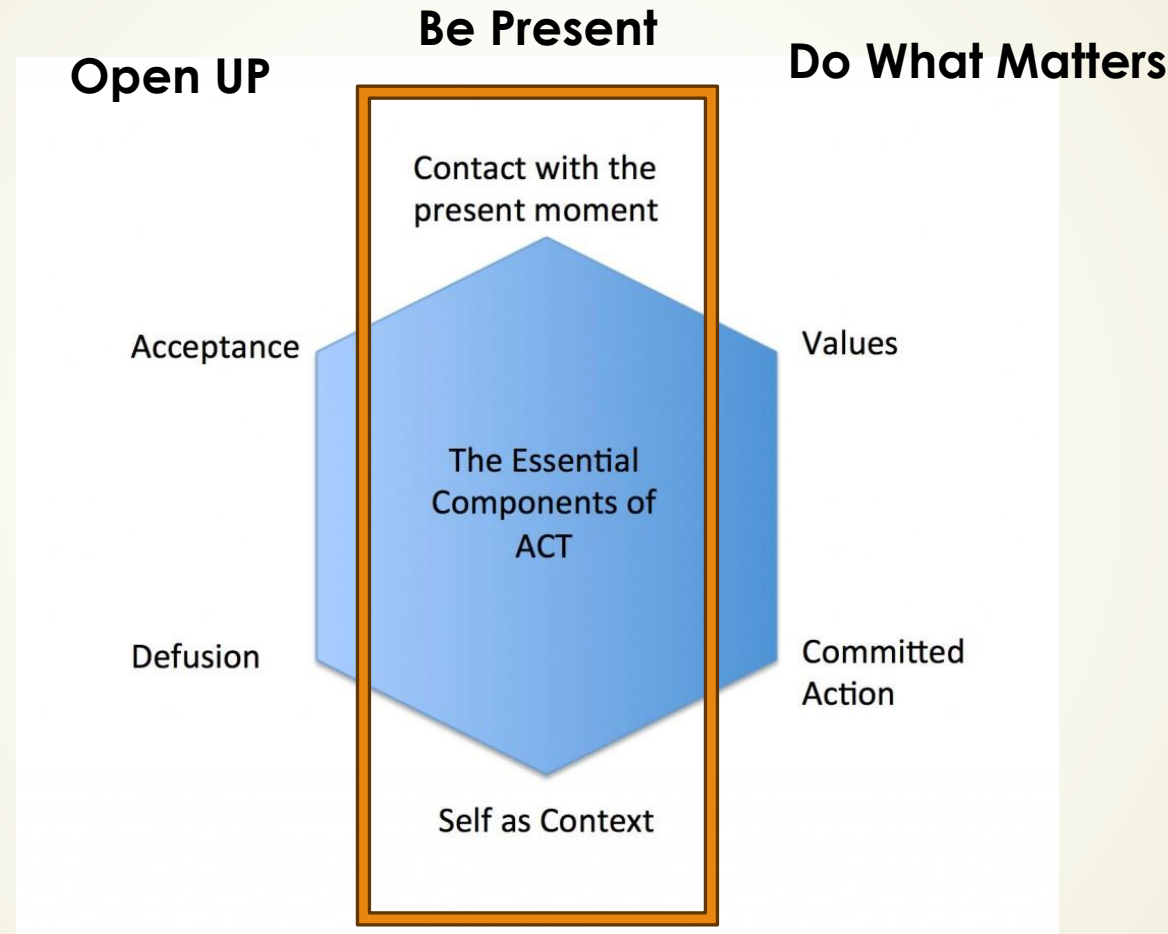 Be Present
Open UP
Do What Matters
Contact with the
present moment
Acceptance
Values
The Essential
Components of
ACT
Defusion
Committed
Action
Self as Context